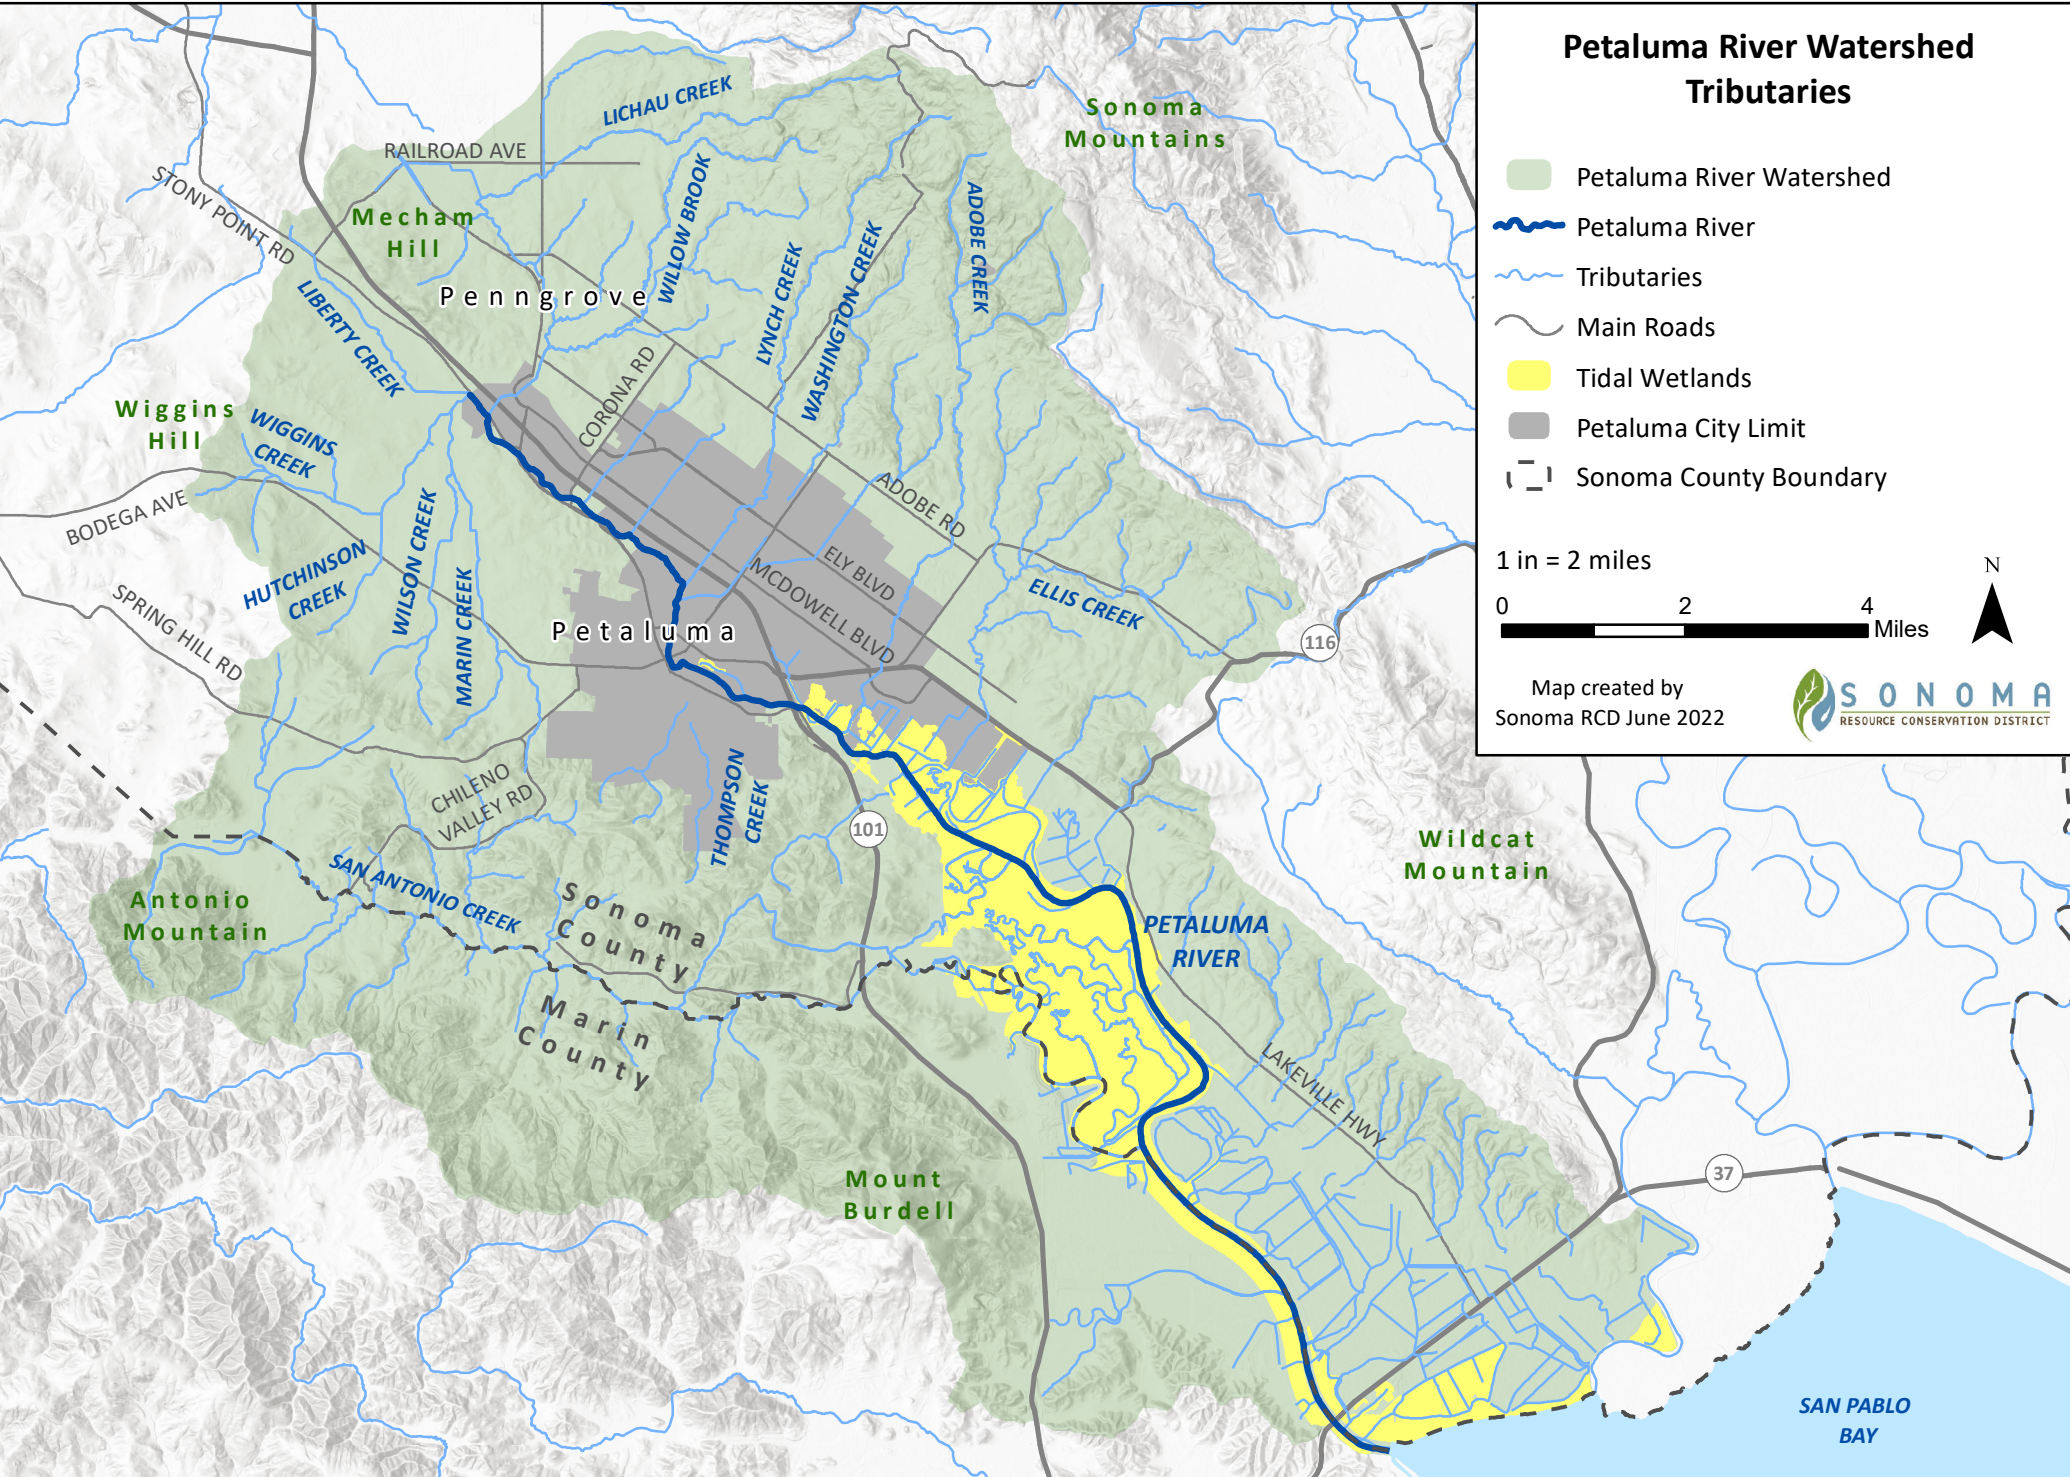 Petaluma River Watershed
Tributaries
Petaluma River Watershed
Petaluma River
Tributaries
Main Roads
Tidal Wetlands
Petaluma City Limit
Sonoma County Boundary
1 in = 2 miles
0 2 4
Miles
N
Map created by
Sonoma RCD June 2022
SONOMA
RESOURCE CONSERVATION DISTRICT
LICHAU CREEK
Sonoma
Mountains
RAILROAD AVE
STONY POINT RD
Mecham
Hill
WILLOW BROOK
ADOBE CREEK
Penngrove
LYNCH CREEK
WASHINGTON CREEK
LIBERTY CREEK
CORONA RD
Wiggins
Hill
WIGGINS
CREEK
BODEGA AVE
ADOBE RD
HUTCHINSON
CREEK
WILSON CREEK
MARIN CREEK
ELY BLVD
MCDOWELL BLVD
ELLIS CREEK
SPRING HILL RD
Petaluma
116
CHILENO
VALLEY RD
THOMPSON
CREEK
101
Wildcat
Mountain
SAN ANTONIO CREEK
Antonio
Mountain
Sonoma
County
PETALUMA
RIVER
Marin
County
LAKEVILLE HWY
Mount
Burdell
37
SAN PABLO
BAY